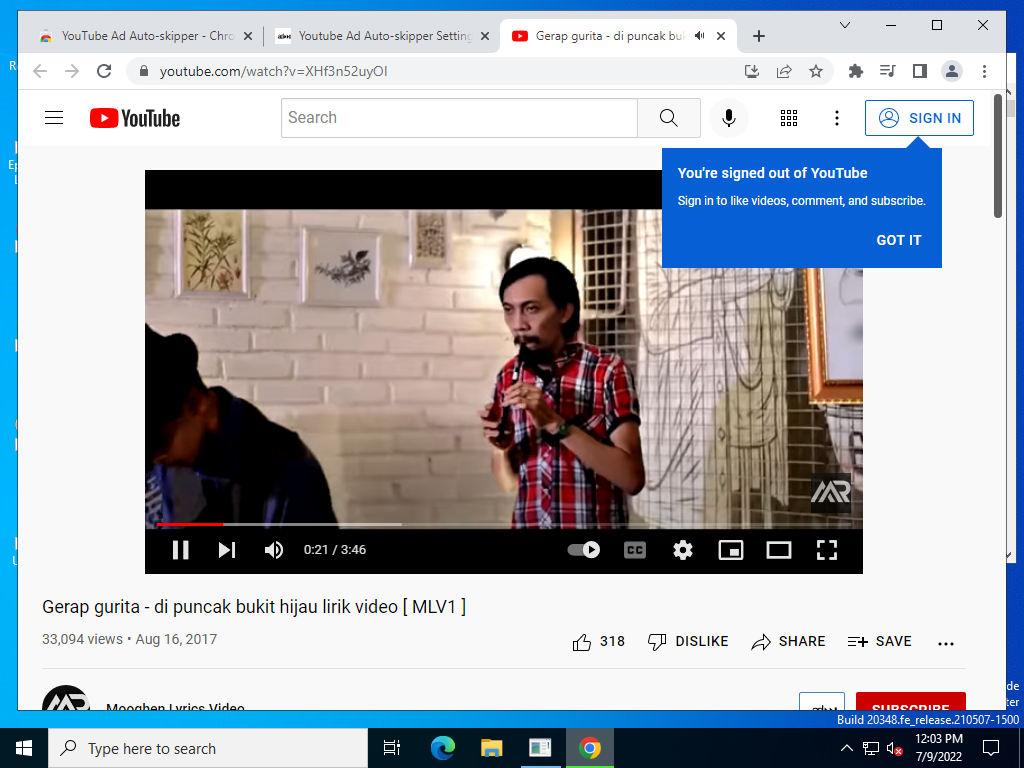 YouTube Ad Auto-skipper - Chro
Youtube Ad Auto-skipper Setting
Gerap gurita - di puncak buk
youtube.com/watch?v=XHf3n52uyOI
YouTube
Search
SIGN IN
You're signed out of YouTube
Sign in to like videos, comment, and subscribe.
GOT IT
MR
0:21 / 3:46
CC
Gerap gurita - di puncak bukit hijau lirik video [ MLV1 ]
33,094 views • Aug 16, 2017
318
DISLIKE
SHARE
SAVE
Mooghen Lyrics Video
SUBSCRIBE
Build 20348.fe_release.210507-1500
Type here to search
12:03 PM
7/9/2022